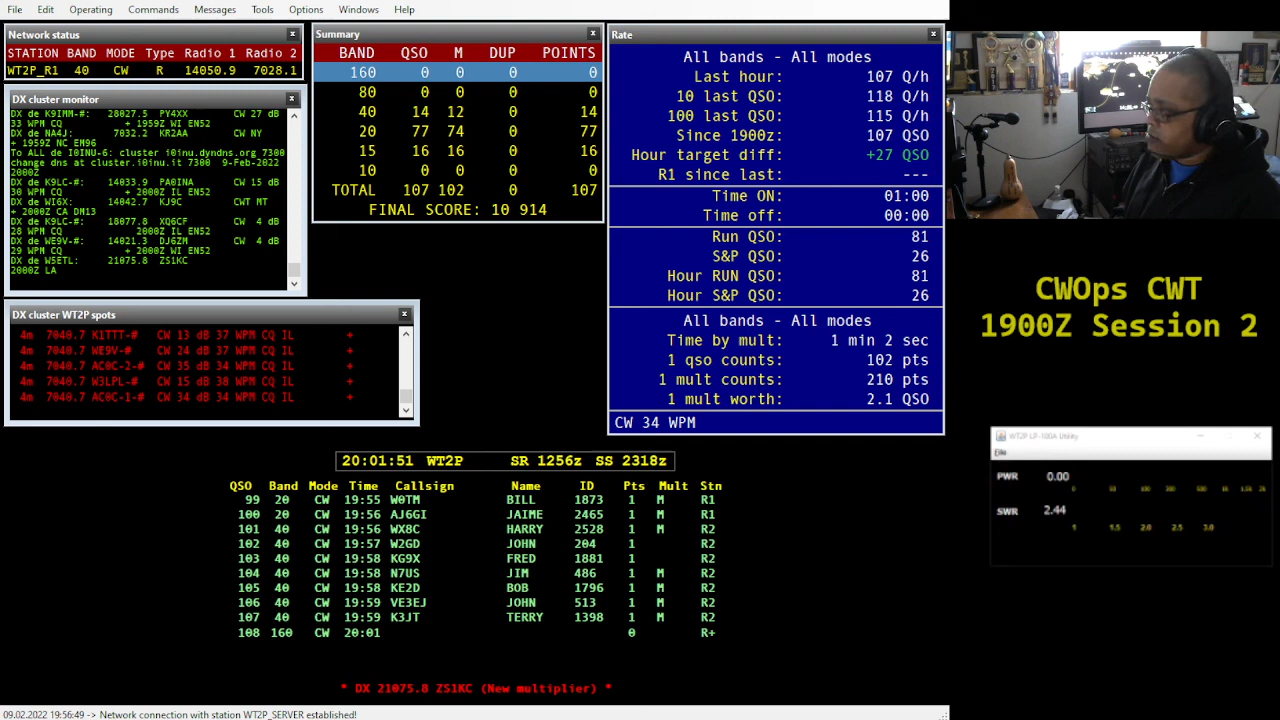 File Edit Windows Commands Messages Tools Options Windows Help
Network status x
STATION BAND MODE Type Radio 1 Radio 2
WT2P_R1 40 CW R 14050.9 7028.1
DX cluster monitor x
DX de K9IMM-#: 28027.5 PY4XX CW 27 dB
33 WPM CQ + 1959Z WI EN52
DX de NA4J: 7032.2 KR2AA CW NY
+ 1959Z NC EM96
To ALL de I0INU-6: cluster i0inu.dyndns.org 7300
change dns at cluster.i0inu.it 7300 9-Feb-2022
2000Z
DX de K9LC-#: 14033.9 PA0INA CW 15 dB
30 WPM CQ + 2000Z IL EN52
DX de WI6X: 14042.7 KJ9C CWT MT
+ 2000Z CA DM13
DX de K9LC-#: 18077.8 XQ6CF CW 4 dB
28 WPM CQ 2000Z IL EN52
DX de WE9V-#: 14021.3 DJ6ZM CW 4 dB
29 WPM CQ + 2000Z WI EN52
DX de W5ETL: 21075.8 ZS1KC
2000Z LA
DX cluster WT2P spots x
4m 7040.7 K1TTT-# CW 13 dB 37 WPM CQ IL +
4m 7040.7 WE9V-# CW 24 dB 37 WPM CQ IL +
4m 7040.7 AC0C-2-# CW 35 dB 34 WPM CQ IL +
4m 7040.7 W3LPL-# CW 15 dB 38 WPM CQ IL +
4m 7040.7 AC0C-1-# CW 34 dB 34 WPM CQ IL +
Summary x
BAND QSO M DUP POINTS
160 0 0 0 0
80 0 0 0 0
40 14 12 0 14
20 77 74 0 77
15 16 16 0 16
10 0 0 0 0
TOTAL 107 102 0 107
FINAL SCORE: 10 914
Rate x
All bands - All modes
Last hour: 107 Q/h
10 last QSO: 118 Q/h
100 last QSO: 115 Q/h
Since 1900z: 107 QSO
Hour target diff: +27 QSO
R1 since last: ---
Time ON: 01:00
Time off: 00:00
Run QSO: 81
S&P QSO: 26
Hour RUN QSO: 81
Hour S&P QSO: 26
All bands - All modes
Time by mult: 1 min 2 sec
1 qso counts: 102 pts
1 mult counts: 210 pts
1 mult worth: 2.1 QSO
CW 34 WPM
CWOps CWT
1900Z Session 2
WT2P LP-100A Utility
File
PWR 0.00
SWR 2.44
1 1.5 2.0 2.5 3.0
20:01:51 WT2P SR 1256z SS 2318z
QSO Band Mode Time Callsign Name ID Pts Mult Stn
99 20 CW 19:55 W0TM BILL 1873 1 M R1
100 20 CW 19:56 AJ6GI JAIME 2465 1 M R1
101 40 CW 19:56 WX8C HARRY 2528 1 M R2
102 40 CW 19:57 W2GD JOHN 204 1 R2
103 40 CW 19:58 KG9X FRED 1881 1 R2
104 40 CW 19:58 N7US JIM 486 1 M R2
105 40 CW 19:58 KE2D BOB 1796 1 M R2
106 40 CW 19:59 VE3EJ JOHN 513 1 M R2
107 40 CW 19:59 K3JT TERRY 1398 1 M R2
108 160 CW 20:01 0 R+
* DX 21075.8 ZS1KC (New multiplier) *
09.02.2022 19:56:49 -> Network connection with station WT2P_SERVER established!